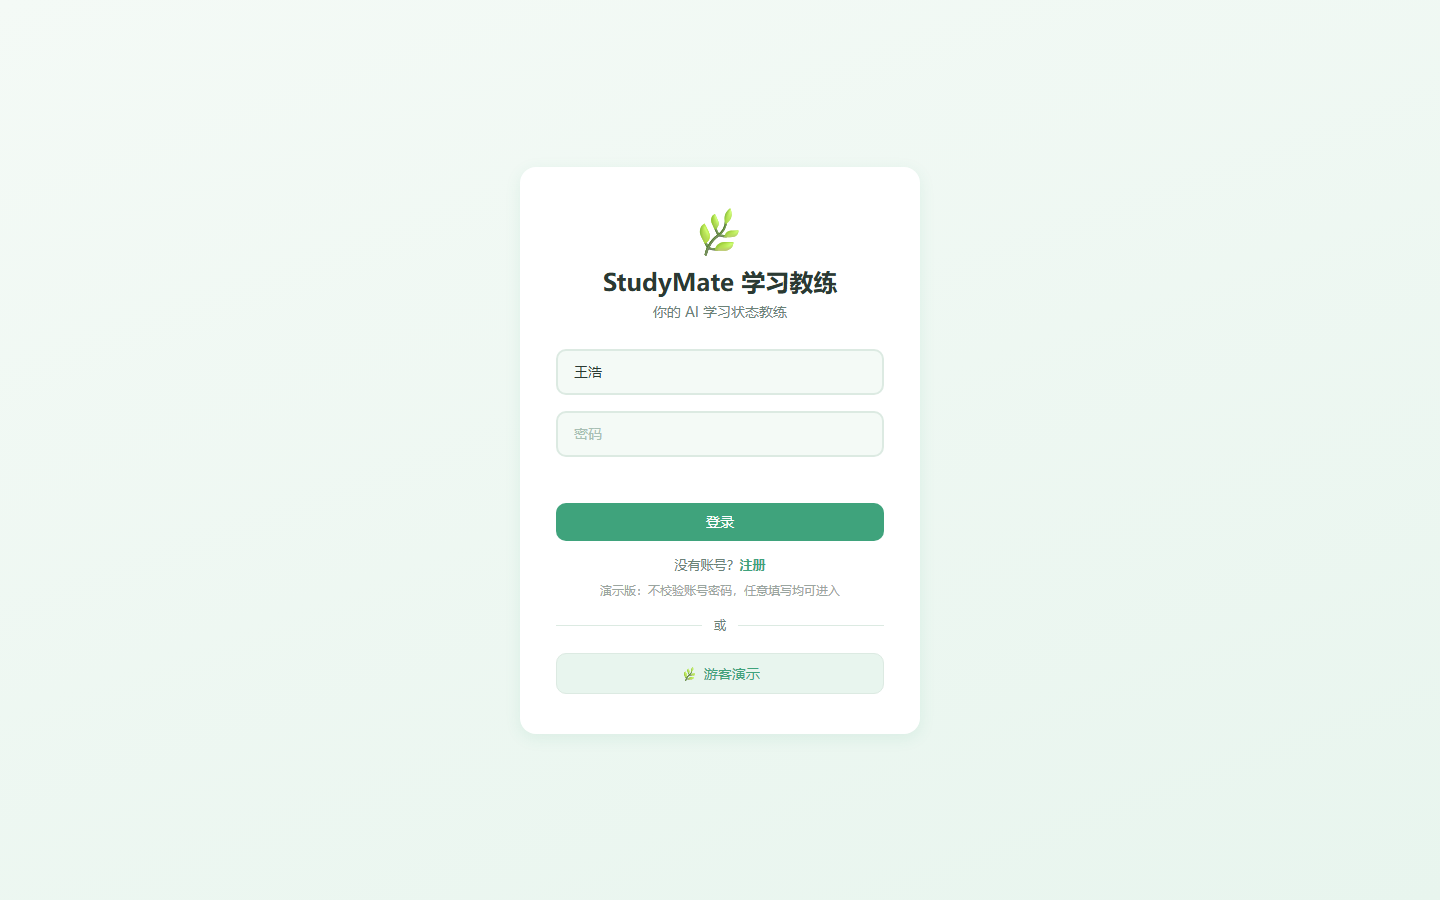 StudyMate 学习教练
你的 AI 学习状态教练
王浩
密码
登录
没有账号？注册
演示版：不校验账号密码，任意填写均可进入
或
游客演示